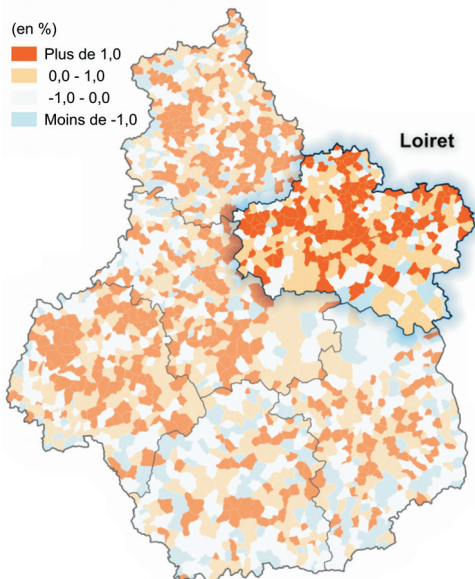 (en %)
Plus de 1,0
0,0 - 1,0
-1,0 - 0,0
Moins de -1,0
Loiret